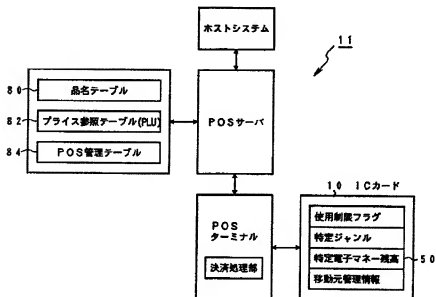 ホストシステム
11
80
品名テーブル
82
プライス参照テーブル(PLU)
84
POS管理テーブル
POSサーバ
POS
ターミナル
決済処理部
10 ICカード
使用制限フラグ
特定ジャンル
特定電子マネー残高
50
移動元管理情報